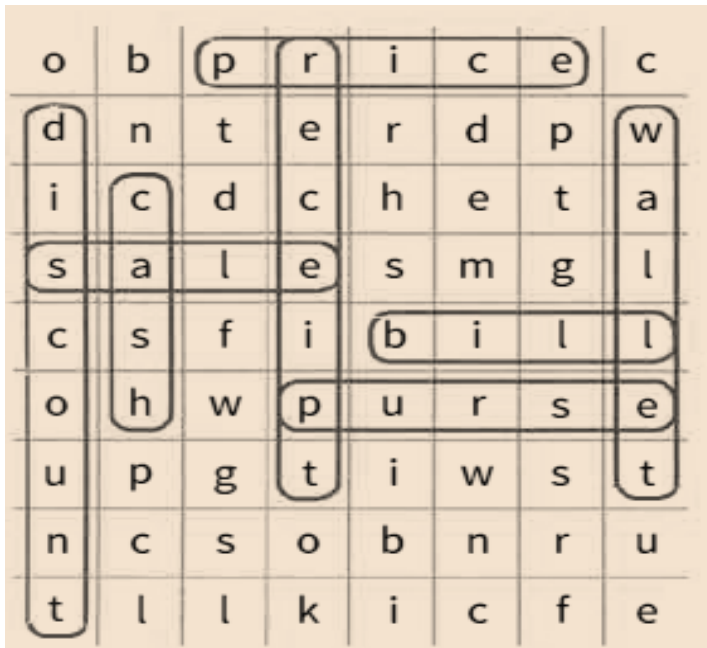 o b p r i c e c
d n t e r d p w
i c d c h e t a
s a l e s m g l
c s f i b i l l
o h w p u r s e
u p g t i w s t
n c s o b n r u
t l l k i c f e